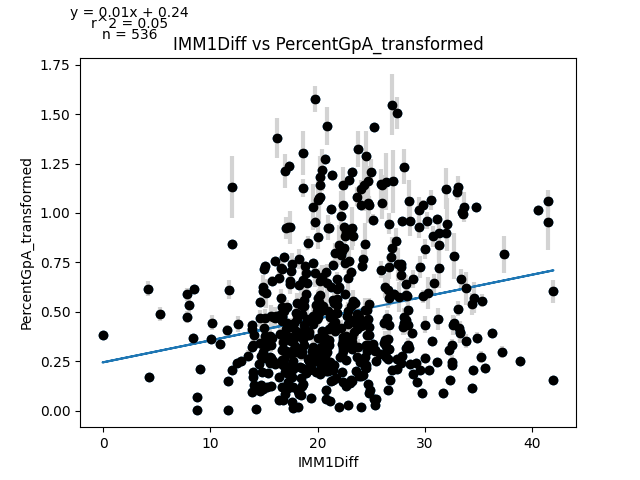 y = 0.01x + 0.24
r^2 = 0.05
n = 536
IMM1Diff vs PercentGpA_transformed
1.75
1.50
1.25
1.00
0.75
0.50
0.25
0.00
PercentGpA_transformed
0 10 20 30 40
IMM1Diff